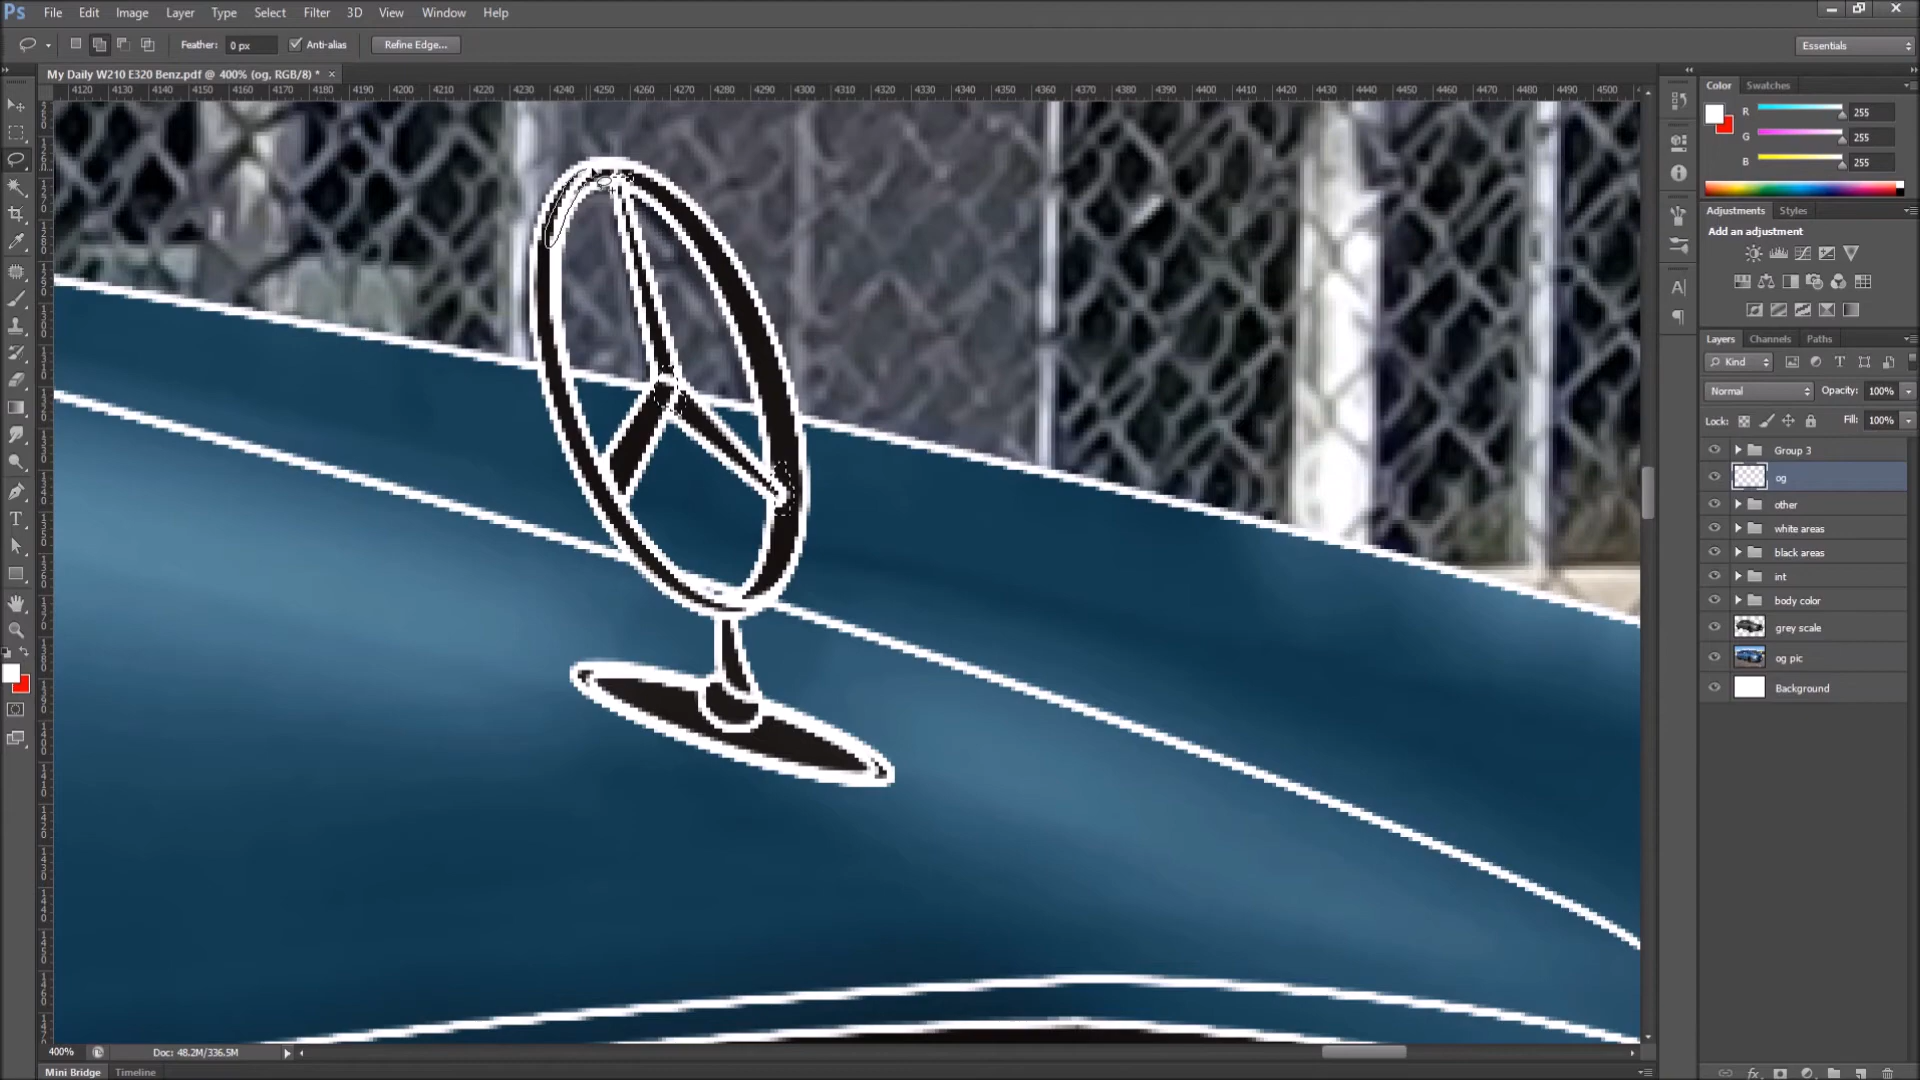 Ps File Edit Image Layer Type Select Filter 3D View Window Help
Feather: 0 px Anti-alias Refine Edge... Essentials
My Daily W210 E320 Benz.pdf @ 400% (og, RGB/8) * ×
4120 4130 4140 4150 4160 4170 4180 4190 4200 4210 4220 4230 4240 4250 4260 4270 4280 4290 4300 4310 4320 4330 4340 4350 4360 4370 4380 4390 4400 4410 4420 4430 4440 4450 4460 4470 4480 4490 4500
Color Swatches
R 255
G 255
B 255
Adjustments Styles
Add an adjustment
Layers Channels Paths
Kind
Normal Opacity: 100%
Lock: Fill: 100%
Group 3
og
other
white areas
black areas
int
body color
grey scale
og pic
Background
400% Doc: 48.2M/336.5M
Mini Bridge Timeline